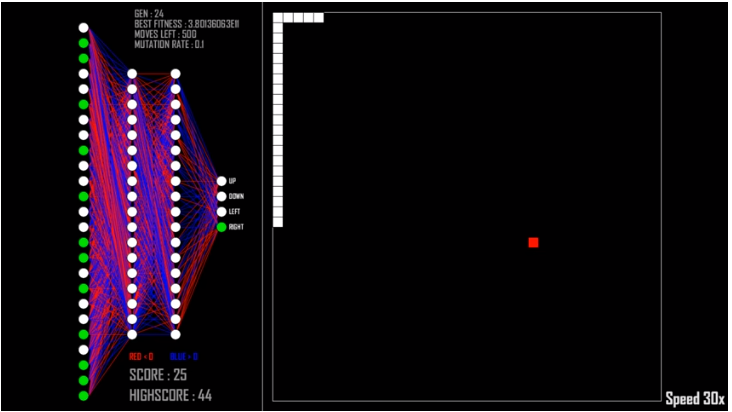 GEN : 24
BEST FITNESS : 3.80136063E11
MOVES LEFT : 500
MUTATION RATE : 0.1
UP
DOWN
LEFT
RIGHT
RED < 0 BLUE > 0
SCORE : 25
HIGHSCORE : 44
Speed 30x